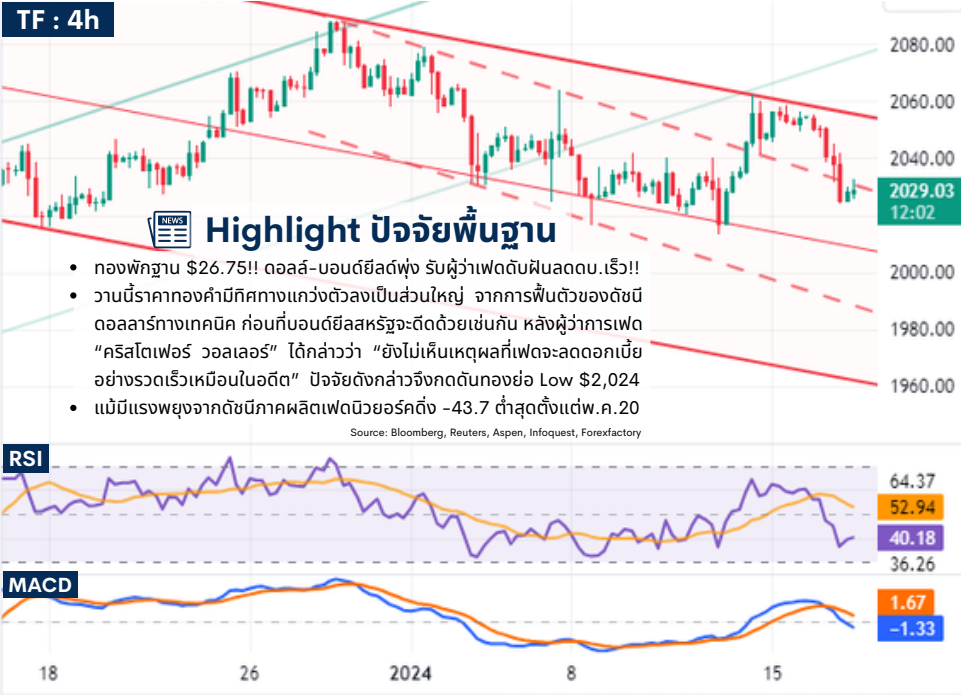 TF : 4h
2080.00
2060.00
2040.00
2029.03
12:02
2000.00
1980.00
1960.00
NEWS
Highlight ปัจจัยพื้นฐาน
• ทองพักฐาน $26.75!! ดอลล์-บอนด์ยีลด์พุ่ง รับผู้ว่าเฟดดับฝันลดดบ.เร็ว!!
• วานนี้ราคาทองคำมีทิศทางแกว่งตัวลงเป็นส่วนใหญ่ จากการฟื้นตัวของดัชนี
ดอลลาร์ทางเทคนิค ก่อนที่บอนด์ยีลสหรัฐจะดีดด้วยเช่นกัน หลังผู้ว่าการเฟด
“คริสโตเฟอร์ วอลเลอร์” ได้กล่าวว่า “ยังไม่เห็นเหตุผลที่เฟดจะลดดอกเบี้ย
อย่างรวดเร็วเหมือนในอดีต” ปัจจัยดังกล่าวจึงกดดันทองย่อ Low $2,024
• แม้มีแรงพยุงจากดัชนีภาคผลิตเฟดนิวยอร์คดิ่ง -43.7 ต่ำสุดตั้งแต่พ.ค.20
Source: Bloomberg, Reuters, Aspen, Infoquest, Forexfactory
RSI
64.37
52.94
40.18
36.26
MACD
1.67
−1.33
18 26 2024 8 15